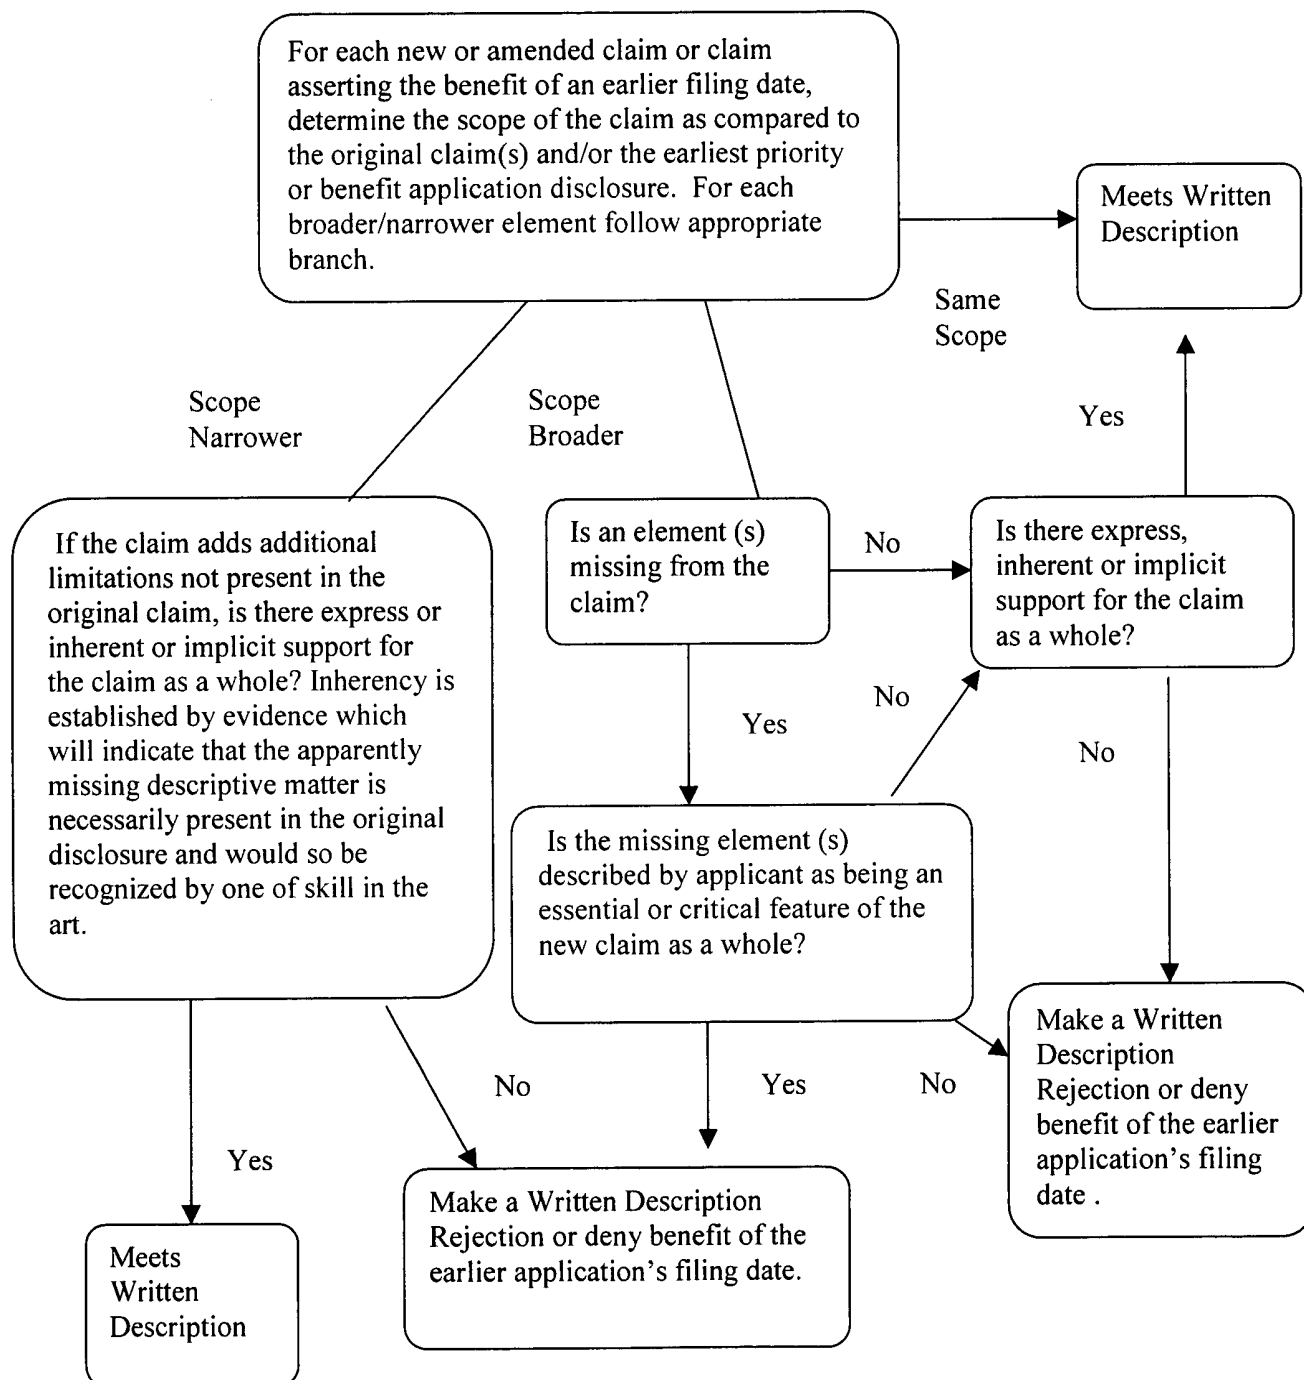 For each new or amended claim or claim
asserting the benefit of an earlier filing date,
determine the scope of the claim as compared to
the original claim(s) and/or the earliest priority
or benefit application disclosure.  For each
broader/narrower element follow appropriate
branch.
Meets Written
Description
Same
Scope
Scope
Narrower
Scope
Broader
Yes
If the claim adds additional
limitations not present in the
original claim, is there express or
inherent or implicit support for
the claim as a whole? Inherency is
established by evidence which
will indicate that the apparently
missing descriptive matter is
necessarily present in the original
disclosure and would so be
recognized by one of skill in the
art.
Is an element (s)
missing from the
claim?
No
Is there express,
inherent or implicit
support for the claim
as a whole?
Yes
No
No
Is the missing element (s)
described by applicant as being an
essential or critical feature of the
new claim as a whole?
No
Yes
No
Make a Written
Description
Rejection or deny
benefit of the earlier
application’s filing
date .
Yes
Make a Written Description
Rejection or deny benefit of the
earlier application’s filing date.
Meets
Written
Description